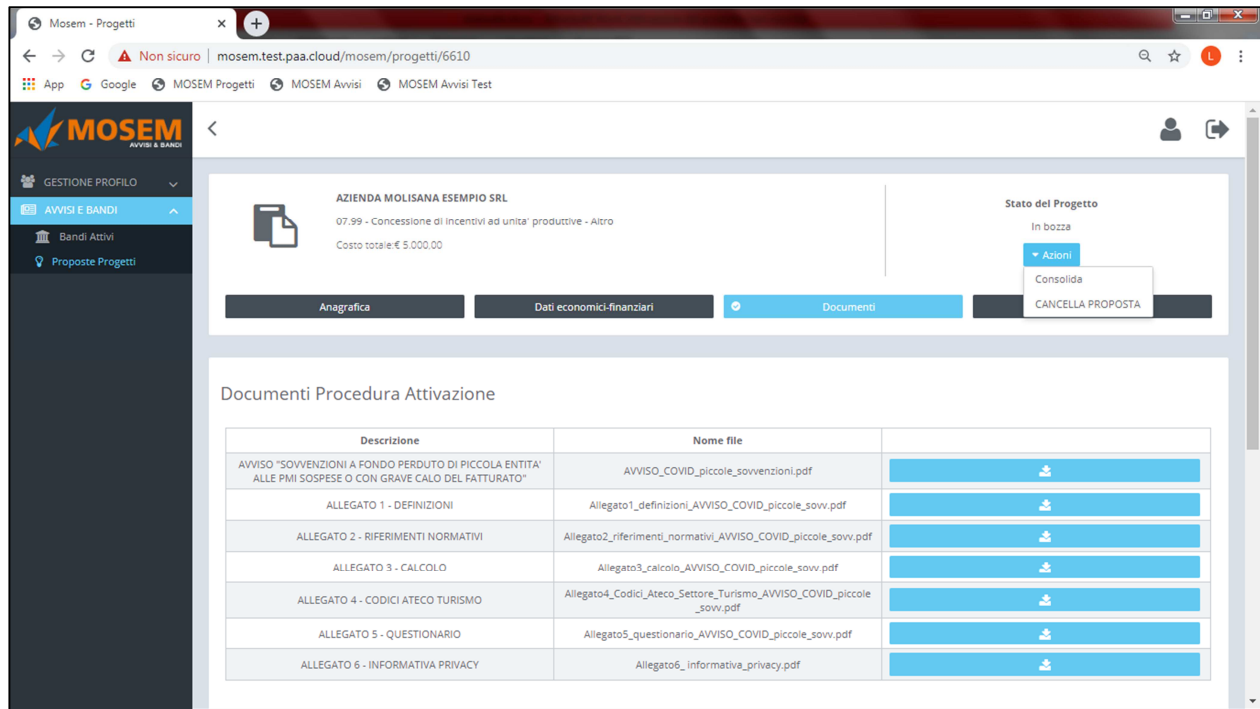 Mosem - Progetti
Non sicuro | mosem.test.paa.cloud/mosem/progetti/6610
L
App Google MOSEM Progetti MOSEM Avvisi MOSEM Avvisi Test
MOSEM
AVVISI & BANDI
GESTIONE PROFILO
AVVISI E BANDI
Bandi Attivi
Proposte Progetti
AZIENDA MOLISANA ESEMPIO SRL
07.99 - Concessione di incentivi ad unita' produttive - Altro
Costo totale:€ 5.000.00
Stato del Progetto
In bozza
Azioni
Consolida
CANCELLA PROPOSTA
Anagrafica Dati economici-finanziari Documenti
Documenti Procedura Attivazione
Descrizione Nome file
AVVISO "SOVVENZIONI A FONDO PERDUTO DI PICCOLA ENTITA'
ALLE PMI SOSPESE O CON GRAVE CALO DEL FATTURATO"
AVVISO_COVID_piccole_sovvenzioni.pdf
ALLEGATO 1 - DEFINIZIONI Allegato1_definizioni_AVVISO_COVID_piccole_sovv.pdf
ALLEGATO 2 - RIFERIMENTI NORMATIVI Allegato2_riferimenti_normativi_AVVISO_COVID_piccole_sovv.pdf
ALLEGATO 3 - CALCOLO Allegato3_calcolo_AVVISO_COVID_piccole_sovv.pdf
ALLEGATO 4 - CODICI ATECO TURISMO Allegato4_Codici_Ateco_Settore_Turismo_AVVISO_COVID_piccole
_sovv.pdf
ALLEGATO 5 - QUESTIONARIO Allegato5_questionario_AVVISO_COVID_piccole_sovv.pdf
ALLEGATO 6 - INFORMATIVA PRIVACY Allegato6_ informativa_privacy.pdf